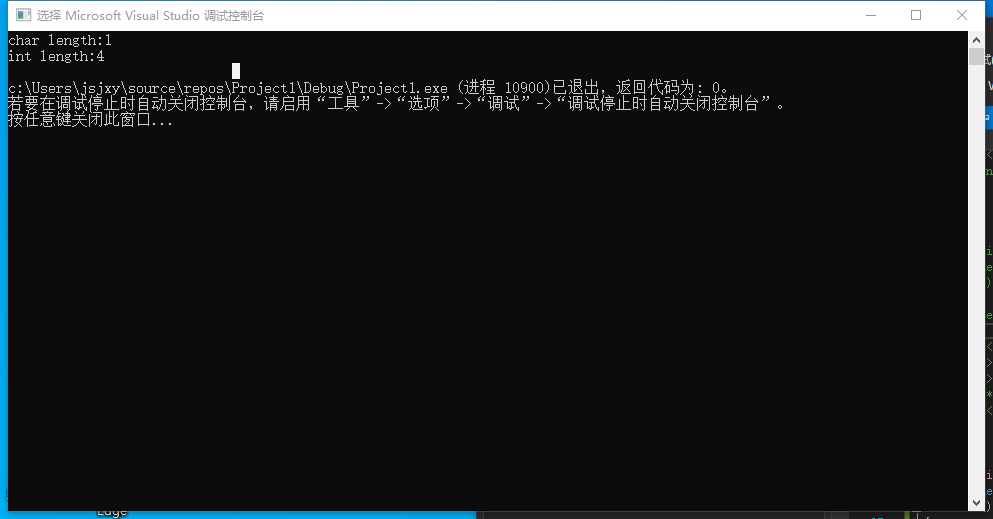 选择 Microsoft Visual Studio 调试控制台
char length:1
int length:4
c:\Users\jsjxy\source\repos\Project1\Debug\Project1.exe (进程 10900)已退出，返回代码为: 0。
若要在调试停止时自动关闭控制台，请启用“工具”->“选项”->“调试”->“调试停止时自动关闭控制台”。
按任意键关闭此窗口...
Edge